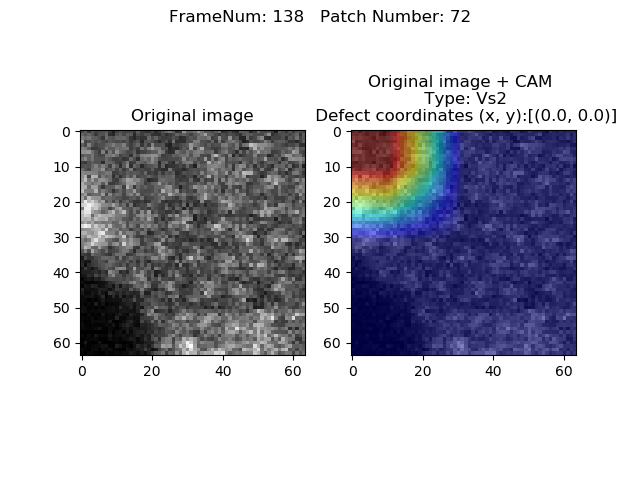 FrameNum: 138   Patch Number: 72
Original image
Original image + CAM
Type: Vs2
Defect coordinates (x, y):[(0.0, 0.0)]
0
10
20
30
40
50
60
0 20 40 60
0
10
20
30
40
50
60
0 20 40 60